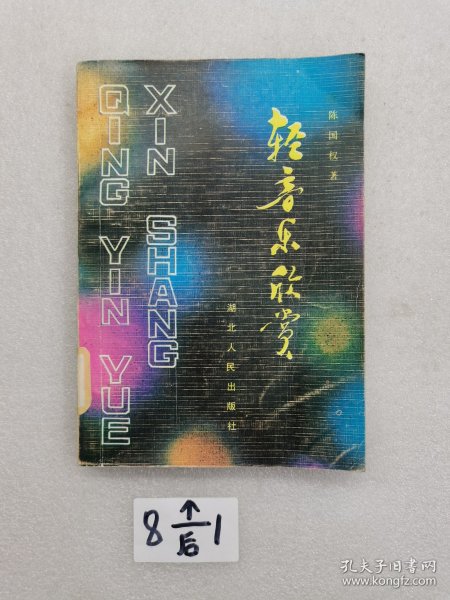 QING YIN YUE
XIN SHANG
轻音乐欣赏
陈国权著
湖北人民出版社
8 ↑ 1
后
孔夫子旧书网
www.kongfz.com